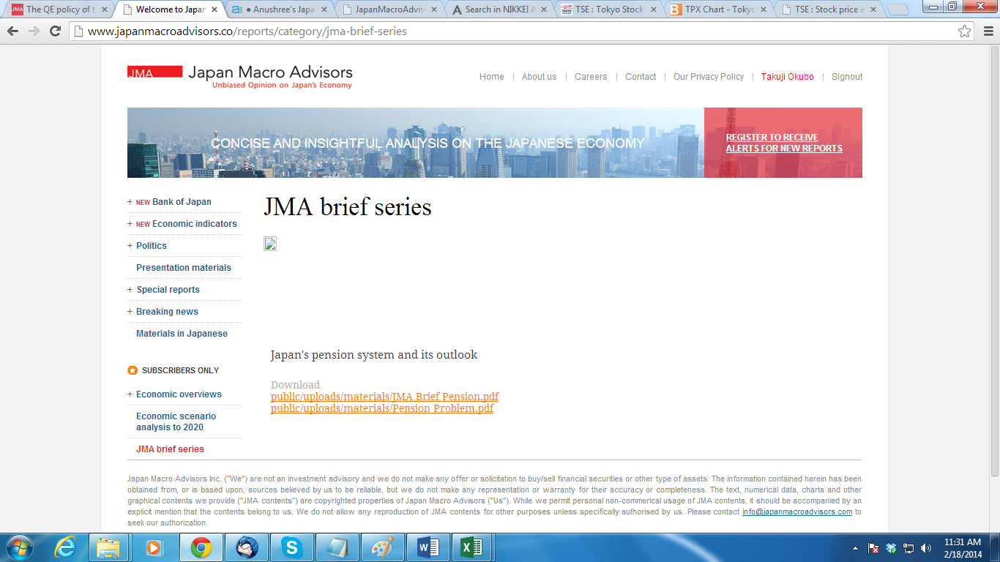 The QE policy of t
Welcome to Japan
● Anushree's Japa
JapanMacroAdvis
Search in NIKKEI A
TSE : Tokyo Stock
TPX Chart - Tokyo
TSE : Stock price i
www.japanmacroadvisors.co/reports/category/jma-brief-series
JMA Japan Macro Advisors
Unbiased Opinion on Japan's Economy
Home | About us | Careers | Contact | Our Privacy Policy | Takuji Okubo | Signout
CONCISE AND INSIGHTFUL ANALYSIS ON THE JAPANESE ECONOMY
REGISTER TO RECEIVE
ALERTS FOR NEW REPORTS
+ NEW Bank of Japan
+ NEW Economic indicators
+ Politics
Presentation materials
+ Special reports
+ Breaking news
Materials in Japanese
SUBSCRIBERS ONLY
+ Economic overviews
Economic scenario
analysis to 2020
JMA brief series
JMA brief series
Japan's pension system and its outlook
Download
public/uploads/materials/JMA Brief Pension.pdf
public/uploads/materials/Pension Problem.pdf
Japan Macro Advisors Inc. ("We") are not an investment advisory and we do not make any offer or solicitation to buy/sell financial securities or other type of assets. The information contained herein has been
obtained from, or is based upon, sources believed by us to be reliable, but we do not make any representation or warranty for their accuracy or completeness. The text, numerical data, charts and other
graphical contents we provide ("JMA contents") are copyrighted properties of Japan Macro Advisors ("Us"). While we permit personal non-commerical usage of JMA contents, it should be accompanied by an
explicit mention that the contents belong to us. We do not allow any reproduction of JMA contents for other purposes unless specifically authorised by us. Please contact info@japanmacroadvisors.com to
seek our authorization.
11:31 AM
2/18/2014